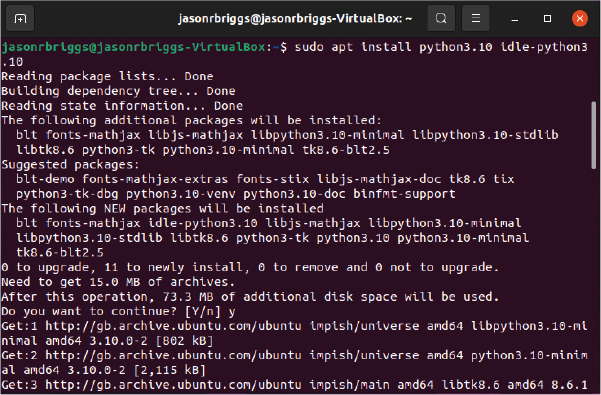 jasonrbriggs@jasonrbriggs-VirtualBox: ~
jasonrbriggs@jasonrbriggs-VirtualBox:~$ sudo apt install python3.10 idle-python3
.10
Reading package lists... Done
Building dependency tree... Done
Reading state information... Done
The following additional packages will be installed:
  blt fonts-mathjax libjs-mathjax libpython3.10-minimal libpython3.10-stdlib
  libtk8.6 python3-tk python3.10-minimal tk8.6-blt2.5
Suggested packages:
  blt-demo fonts-mathjax-extras fonts-stix libjs-mathjax-doc tk8.6 tix
  python3-tk-dbg python3.10-venv python3.10-doc binfmt-support
The following NEW packages will be installed
  blt fonts-mathjax idle-python3.10 libjs-mathjax libpython3.10-minimal
  libpython3.10-stdlib libtk8.6 python3-tk python3.10 python3.10-minimal
  tk8.6-blt2.5
0 to upgrade, 11 to newly install, 0 to remove and 0 not to upgrade.
Need to get 15.0 MB of archives.
After this operation, 73.3 MB of additional disk space will be used.
Do you want to continue? [Y/n] y
Get:1 http://gb.archive.ubuntu.com/ubuntu impish/universe amd64 libpython3.10-mi
nimal amd64 3.10.0-2 [802 kB]
Get:2 http://gb.archive.ubuntu.com/ubuntu impish/universe amd64 python3.10-minim
al amd64 3.10.0-2 [2,115 kB]
Get:3 http://gb.archive.ubuntu.com/ubuntu impish/main amd64 libtk8.6 amd64 8.6.1